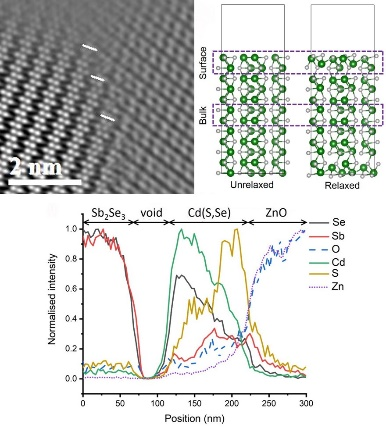 2 nm
Surface
Bulk
Unrelaxed
Relaxed
Sb₂Se₃ void Cd(S,Se) ZnO
Normalised intensity
1.0
0.8
0.6
0.4
0.2
0.0
0 50 100 150 200 250 300
Position (nm)
Se
Sb
O
Cd
S
Zn